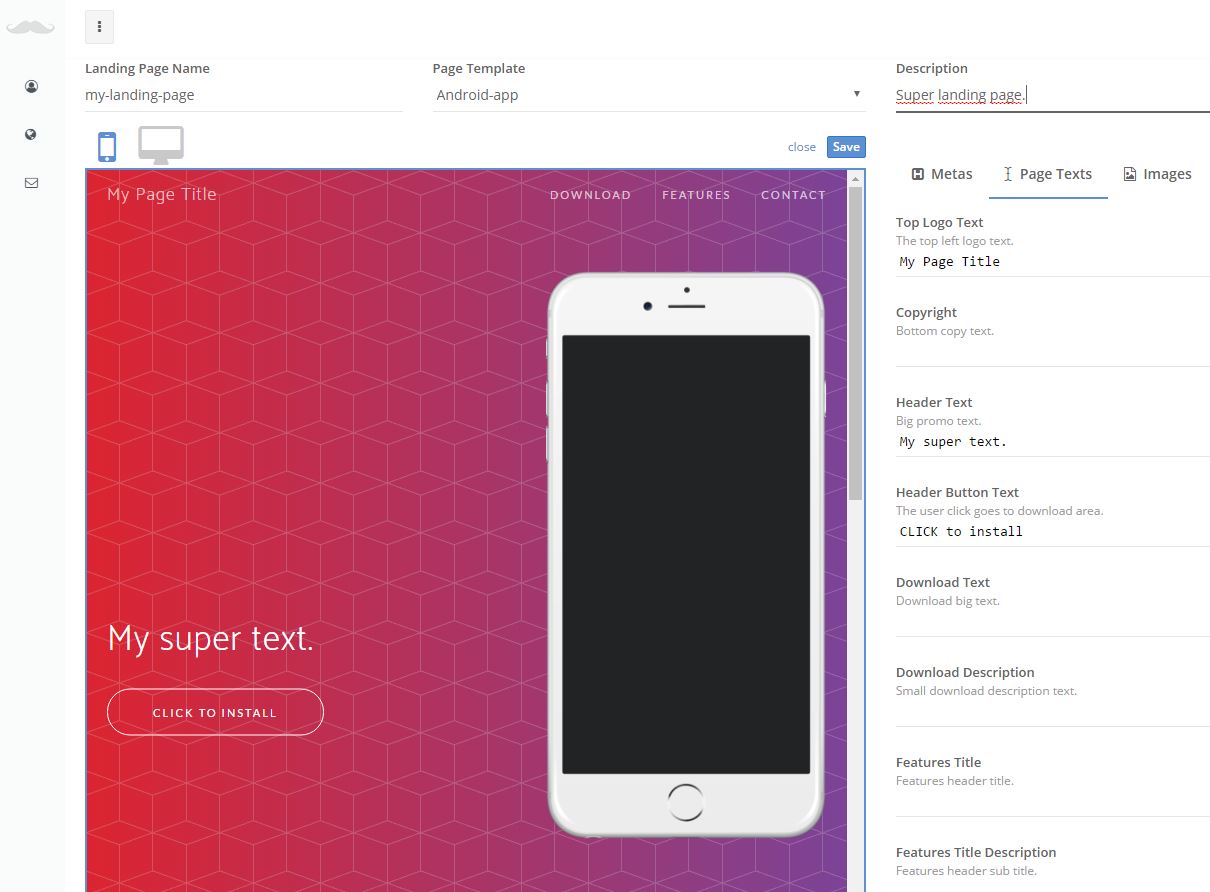 Landing Page Name
my-landing-page
Page Template
Android-app
Description
Super landing page.
close
Save
My Page Title
DOWNLOAD
FEATURES
CONTACT
My super text.
CLICK TO INSTALL
Metas
Page Texts
Images
Top Logo Text
The top left logo text.
My Page Title
Copyright
Bottom copy text.
Header Text
Big promo text.
My super text.
Header Button Text
The user click goes to download area.
CLICK to install
Download Text
Download big text.
Download Description
Small download description text.
Features Title
Features header title.
Features Title Description
Features header sub title.